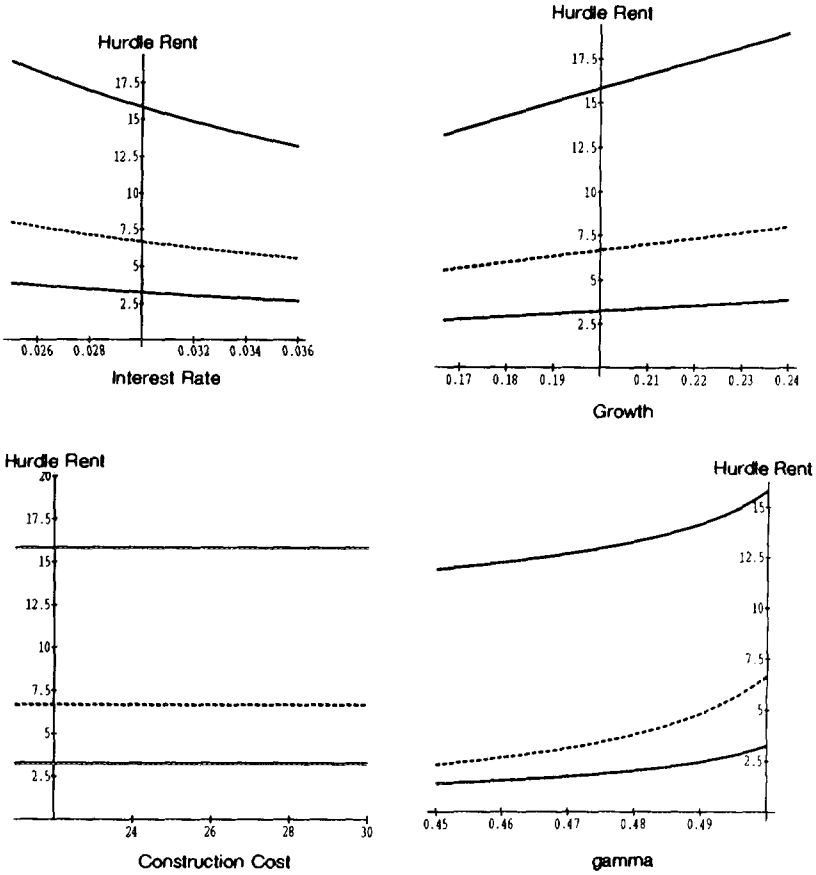 Hurdle Rent
17.5
15
12.5
10
7.5
5
2.5
0.026 0.028 0.032 0.034 0.036
Interest Rate
Hurdle Rent
17.5
15
12.5
10
7.5
5
2.5
0.17 0.18 0.19 0.21 0.22 0.23 0.24
Growth
Hurdle Rent
20
17.5
15
12.5
10
7.5
5
2.5
24 26 28 30
Construction Cost
Hurdle Rent
15
12.5
10
7.5
5
2.5
0.45 0.46 0.47 0.48 0.49
gamma